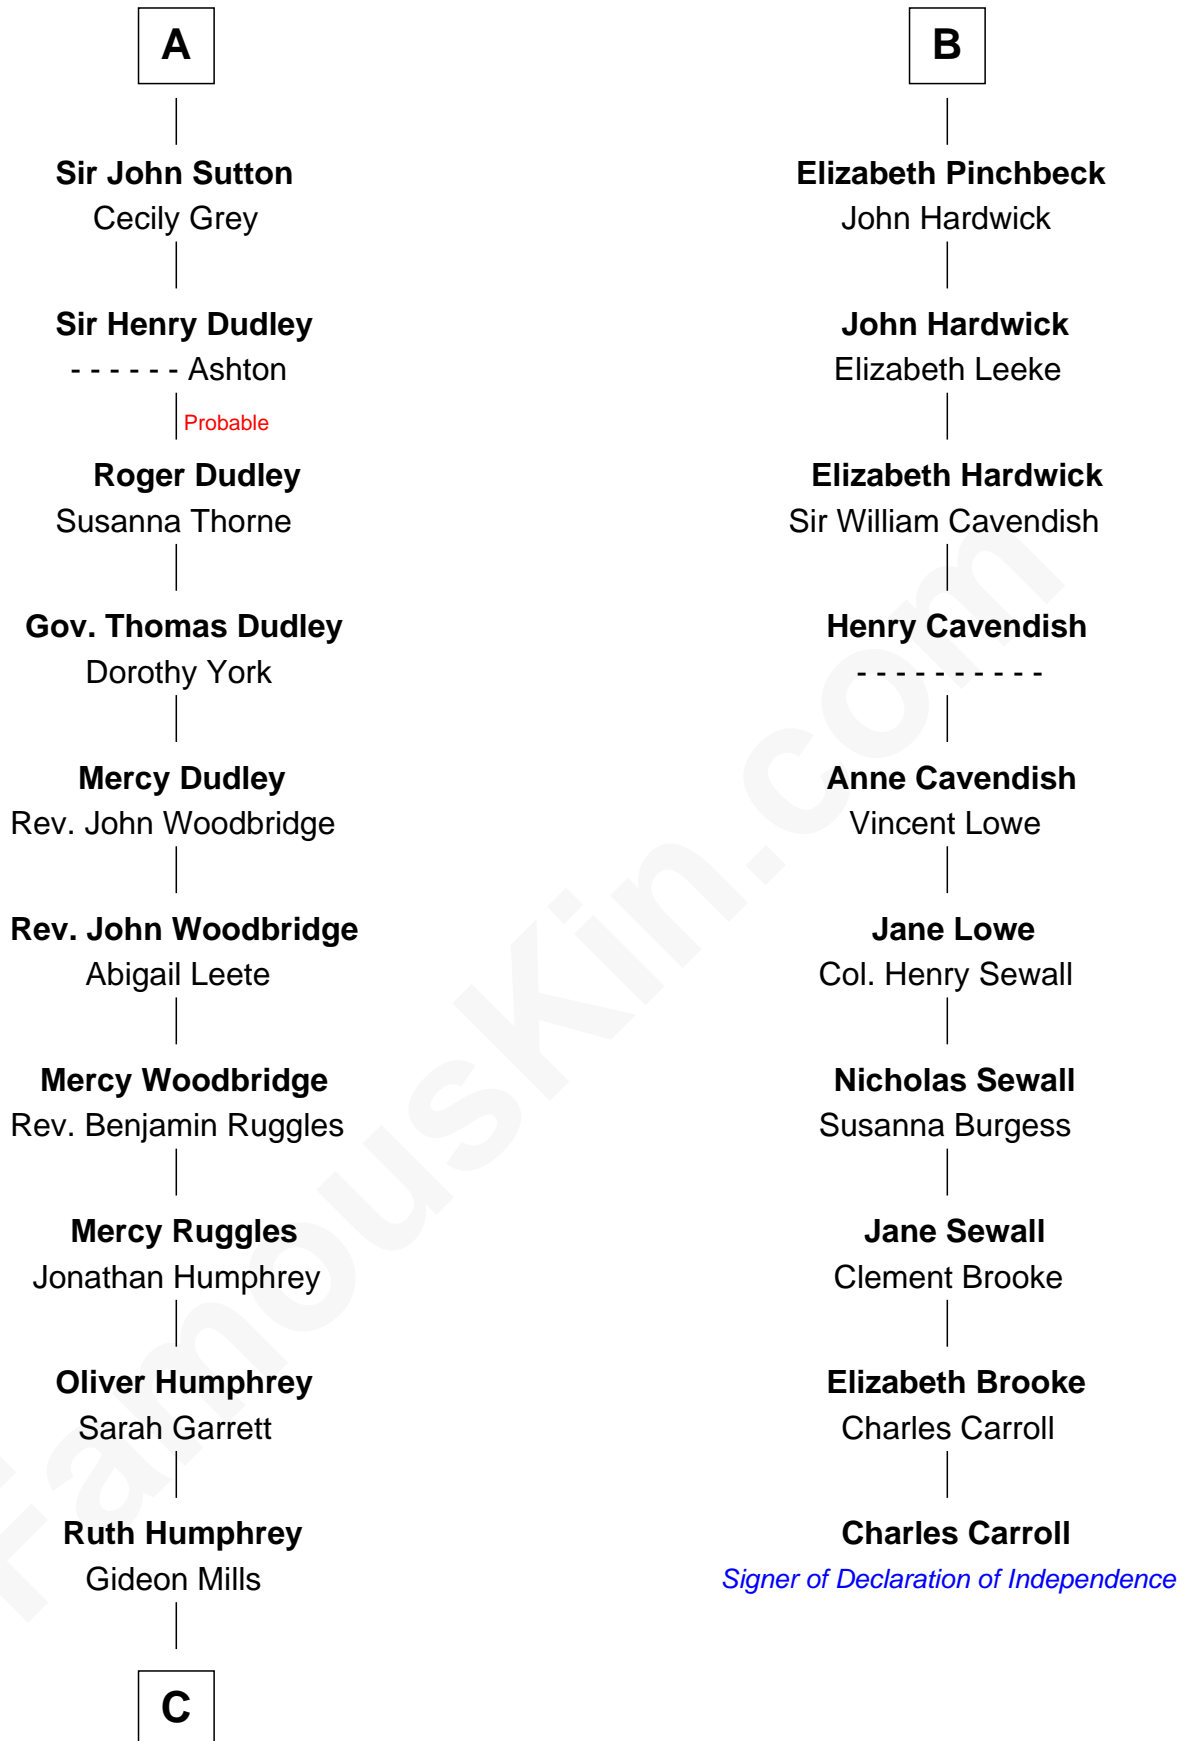 A
Sir John Sutton
Cecily Grey
Sir Henry Dudley
- - - - - - Ashton
Probable
Roger Dudley
Susanna Thorne
Gov. Thomas Dudley
Dorothy York
Mercy Dudley
Rev. John Woodbridge
Rev. John Woodbridge
Abigail Leete
Mercy Woodbridge
Rev. Benjamin Ruggles
Mercy Ruggles
Jonathan Humphrey
Oliver Humphrey
Sarah Garrett
Ruth Humphrey
Gideon Mills
C
B
Elizabeth Pinchbeck
John Hardwick
John Hardwick
Elizabeth Leeke
Elizabeth Hardwick
Sir William Cavendish
Henry Cavendish
- - - - - - - - - -
Anne Cavendish
Vincent Lowe
Jane Lowe
Col. Henry Sewall
Nicholas Sewall
Susanna Burgess
Jane Sewall
Clement Brooke
Elizabeth Brooke
Charles Carroll
Charles Carroll
Signer of Declaration of Independence
FamousKin.com